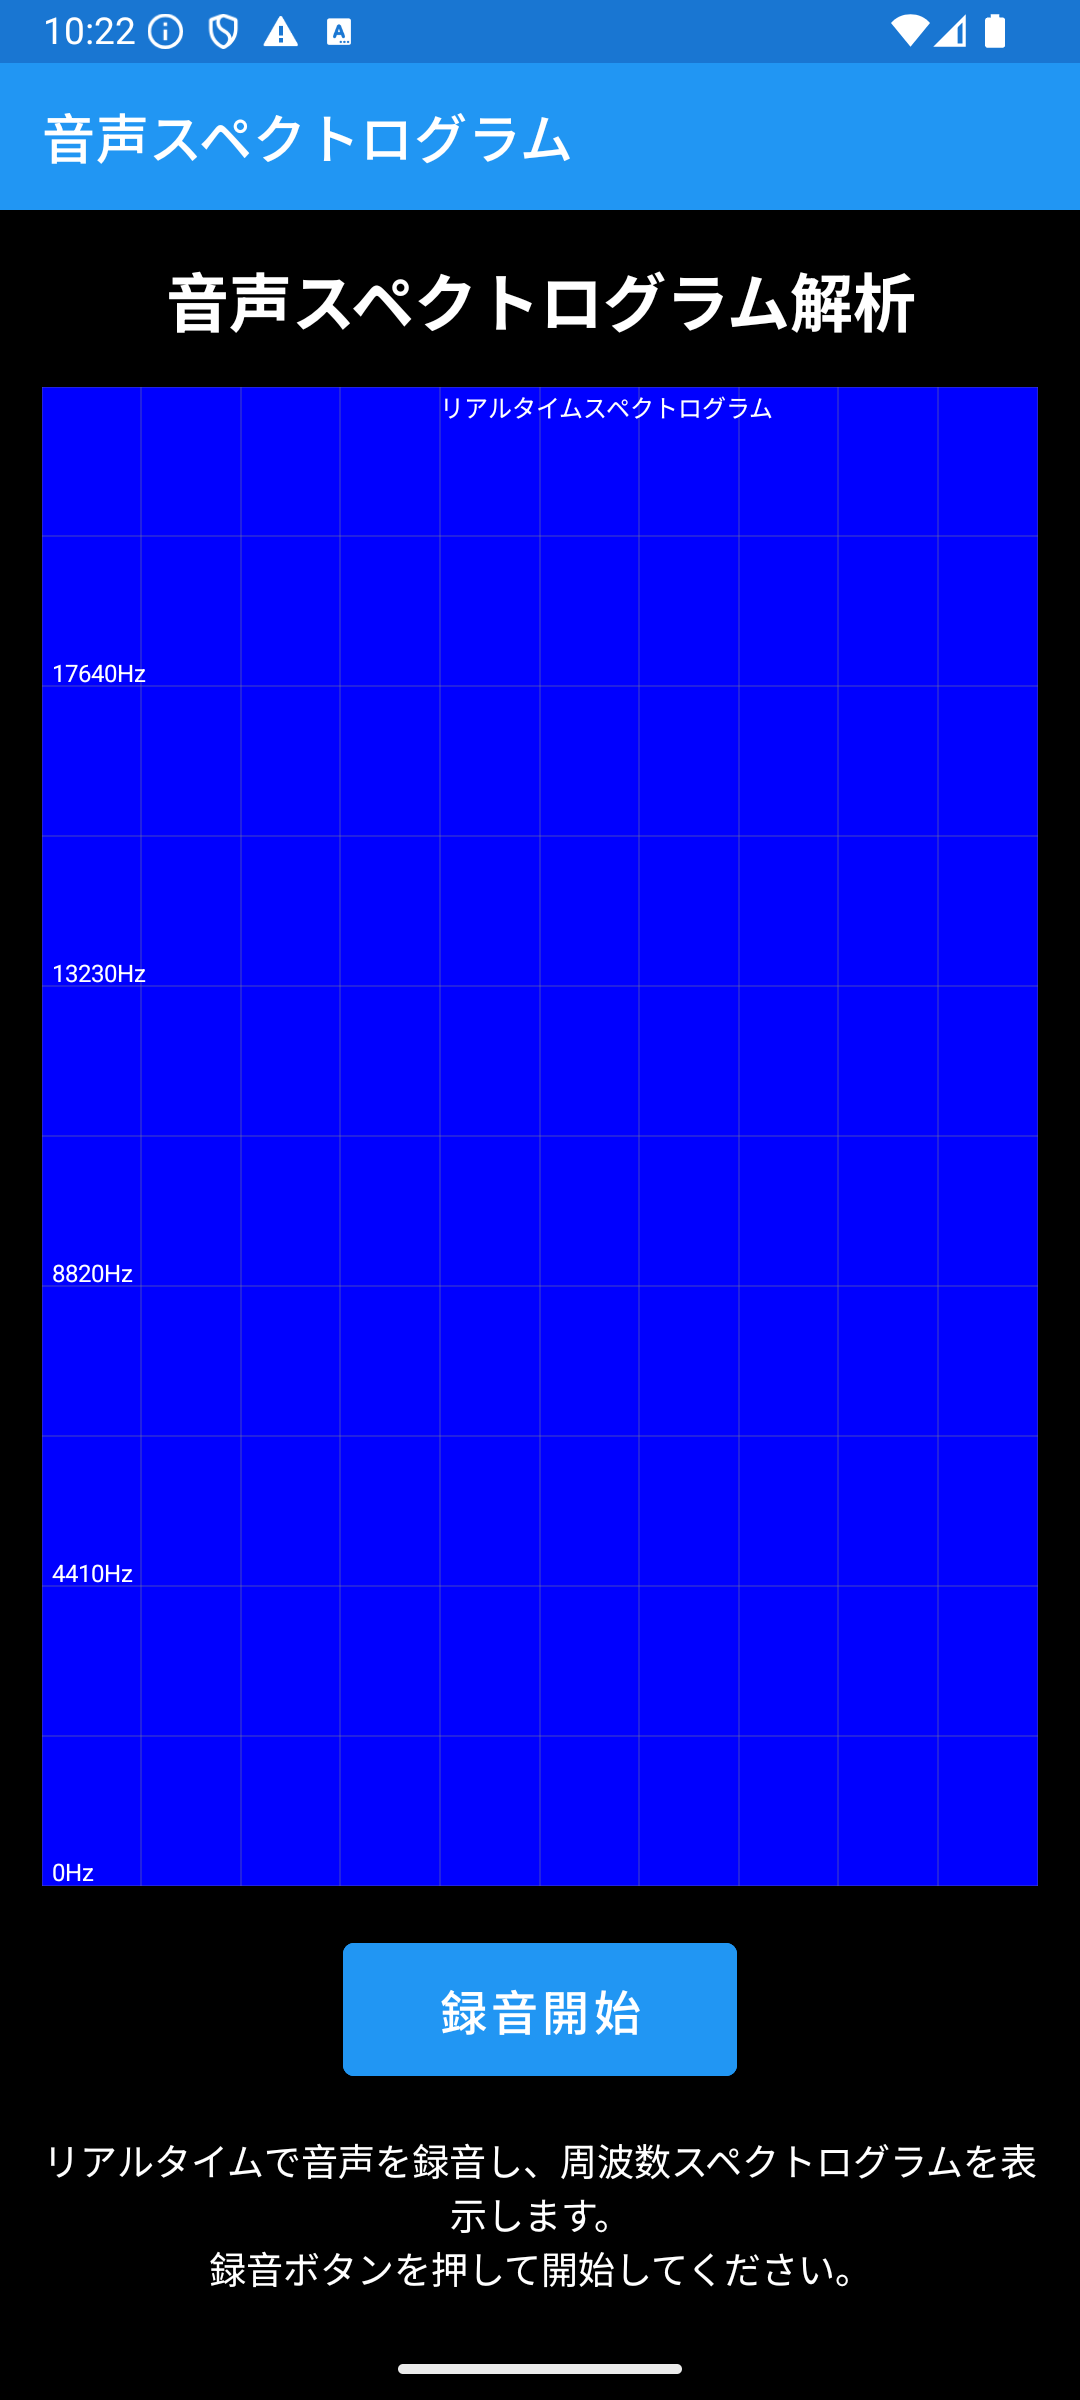 10:22
音声スペクトログラム
音声スペクトログラム解析
リアルタイムスペクトログラム
17640Hz
13230Hz
8820Hz
4410Hz
0Hz
録音開始
リアルタイムで音声を録音し、周波数スペクトログラムを表
示します。
録音ボタンを押して開始してください。